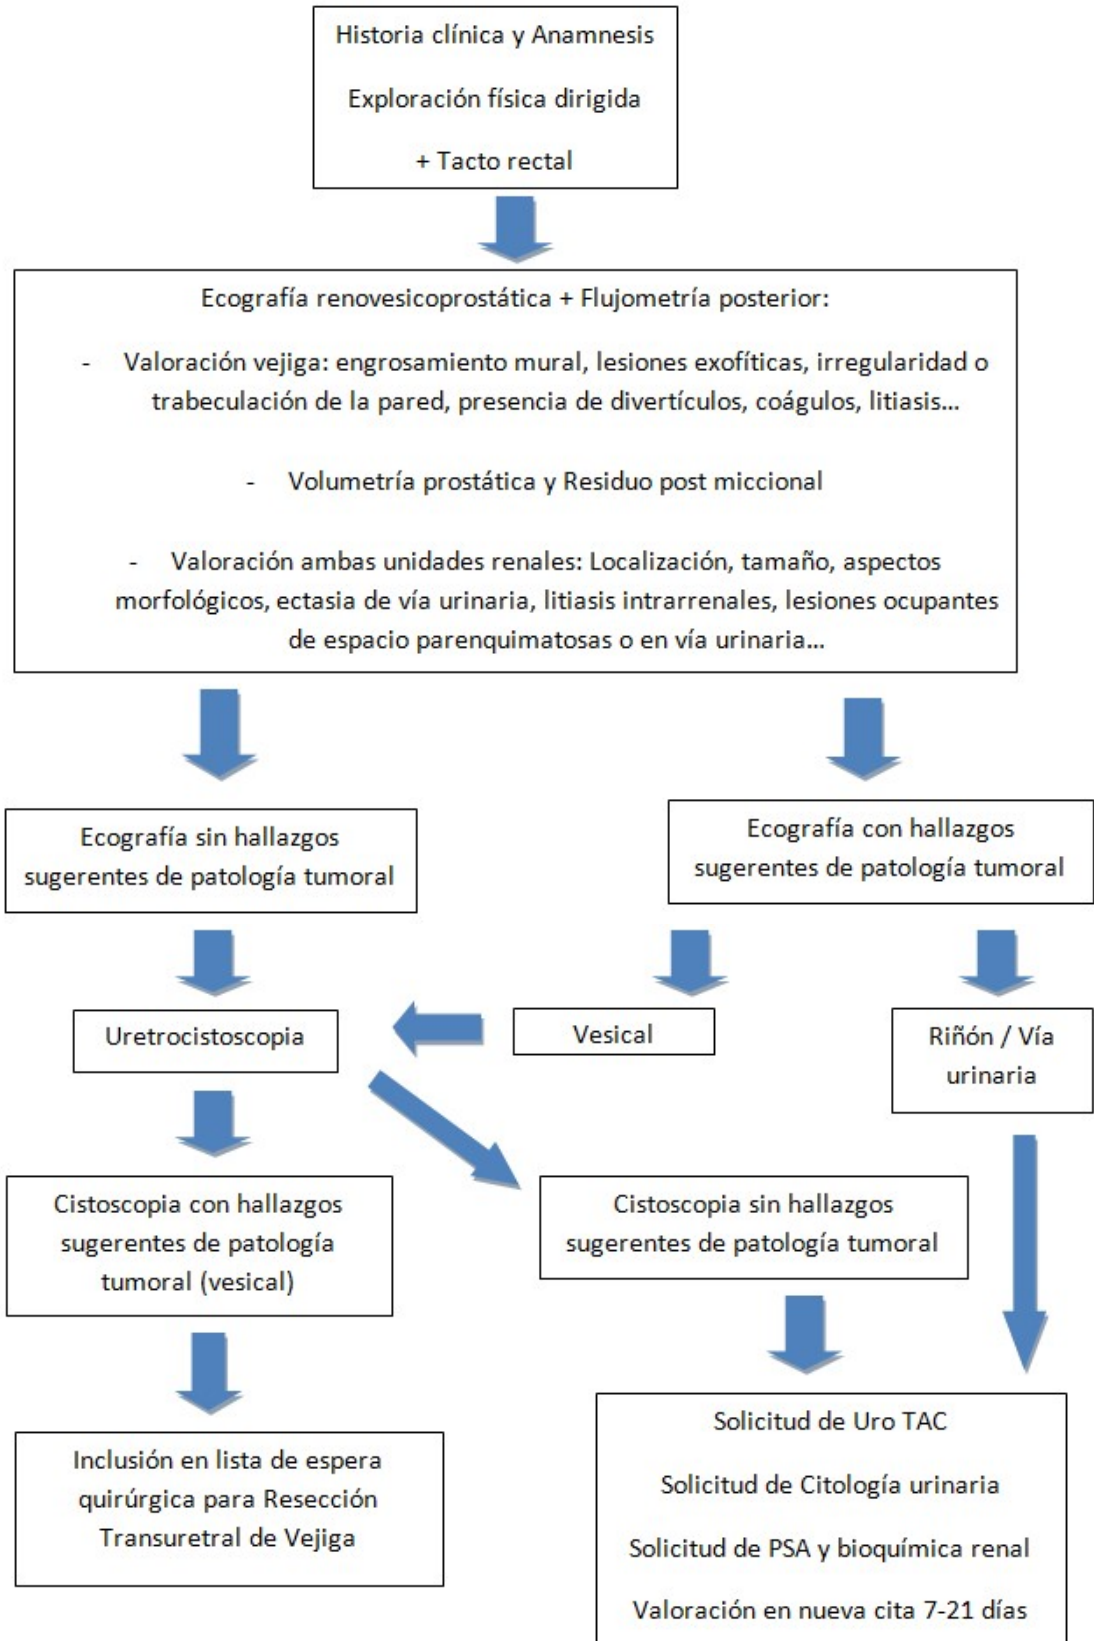 Historia clínica y Anamnesis
Exploración física dirigida
+ Tacto rectal
Ecografía renovesicoprostática + Flujometría posterior:
- Valoración vejiga: engrosamiento mural, lesiones exofíticas, irregularidad o
trabeculación de la pared, presencia de divertículos, coágulos, litiasis...
- Volumetría prostática y Residuo post miccional
- Valoración ambas unidades renales: Localización, tamaño, aspectos
morfológicos, ectasia de vía urinaria, litiasis intrarrenales, lesiones ocupantes
de espacio parenquimatosas o en vía urinaria...
Ecografía sin hallazgos
sugerentes de patología tumoral
Ecografía con hallazgos
sugerentes de patología tumoral
Uretrocistoscopia
Vesical
Riñón / Vía
urinaria
Cistoscopia con hallazgos
sugerentes de patología
tumoral (vesical)
Cistoscopia sin hallazgos
sugerentes de patología tumoral
Inclusión en lista de espera
quirúrgica para Resección
Transuretral de Vejiga
Solicitud de Uro TAC
Solicitud de Citología urinaria
Solicitud de PSA y bioquímica renal
Valoración en nueva cita 7-21 días